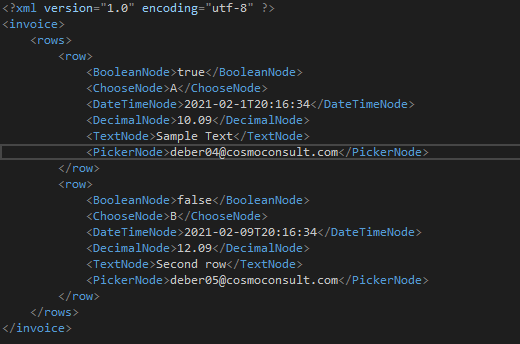 <?xml version="1.0" encoding="utf-8" ?>
<invoice>
<rows>
<row>
<BooleanNode>true</BooleanNode>
<ChooseNode>A</ChooseNode>
<DateTimeNode>2021-02-1T20:16:34</DateTimeNode>
<DecimalNode>10.09</DecimalNode>
<TextNode>Sample Text</TextNode>
<PickerNode>deber04@cosmoconsult.com</PickerNode>
</row>
<row>
<BooleanNode>false</BooleanNode>
<ChooseNode>B</ChooseNode>
<DateTimeNode>2021-02-09T20:16:34</DateTimeNode>
<DecimalNode>12.09</DecimalNode>
<TextNode>Second row</TextNode>
<PickerNode>deber05@cosmoconsult.com</PickerNode>
</row>
</rows>
</invoice>